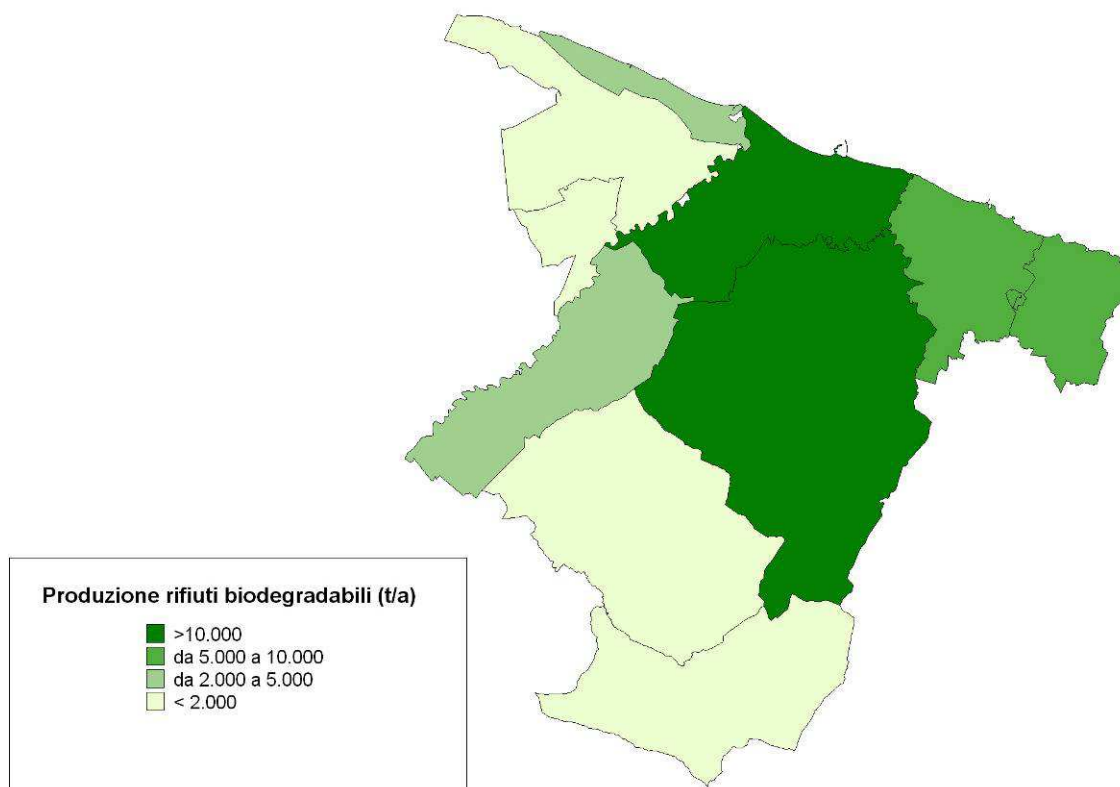 Produzione rifiuti biodegradabili (t/a)
>10.000
da 5.000 a 10.000
da 2.000 a 5.000
< 2.000